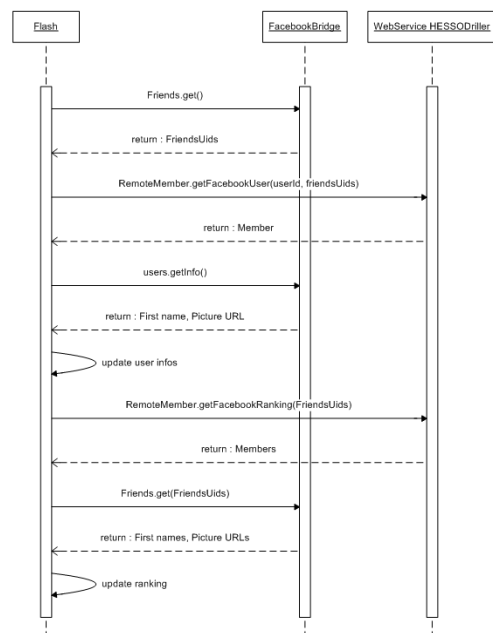 Flash
FacebookBridge
WebService HESSODriller
Friends.get()
return : FriendsUids
RemoteMember.getFacebookUser(userId, friendsUids)
return : Member
users.getInfo()
return : First name, Picture URL
update user infos
RemoteMember.getFacebookRanking(FriendsUids)
return : Members
Friends.get(FriendsUids)
return : First names, Picture URLs
update ranking